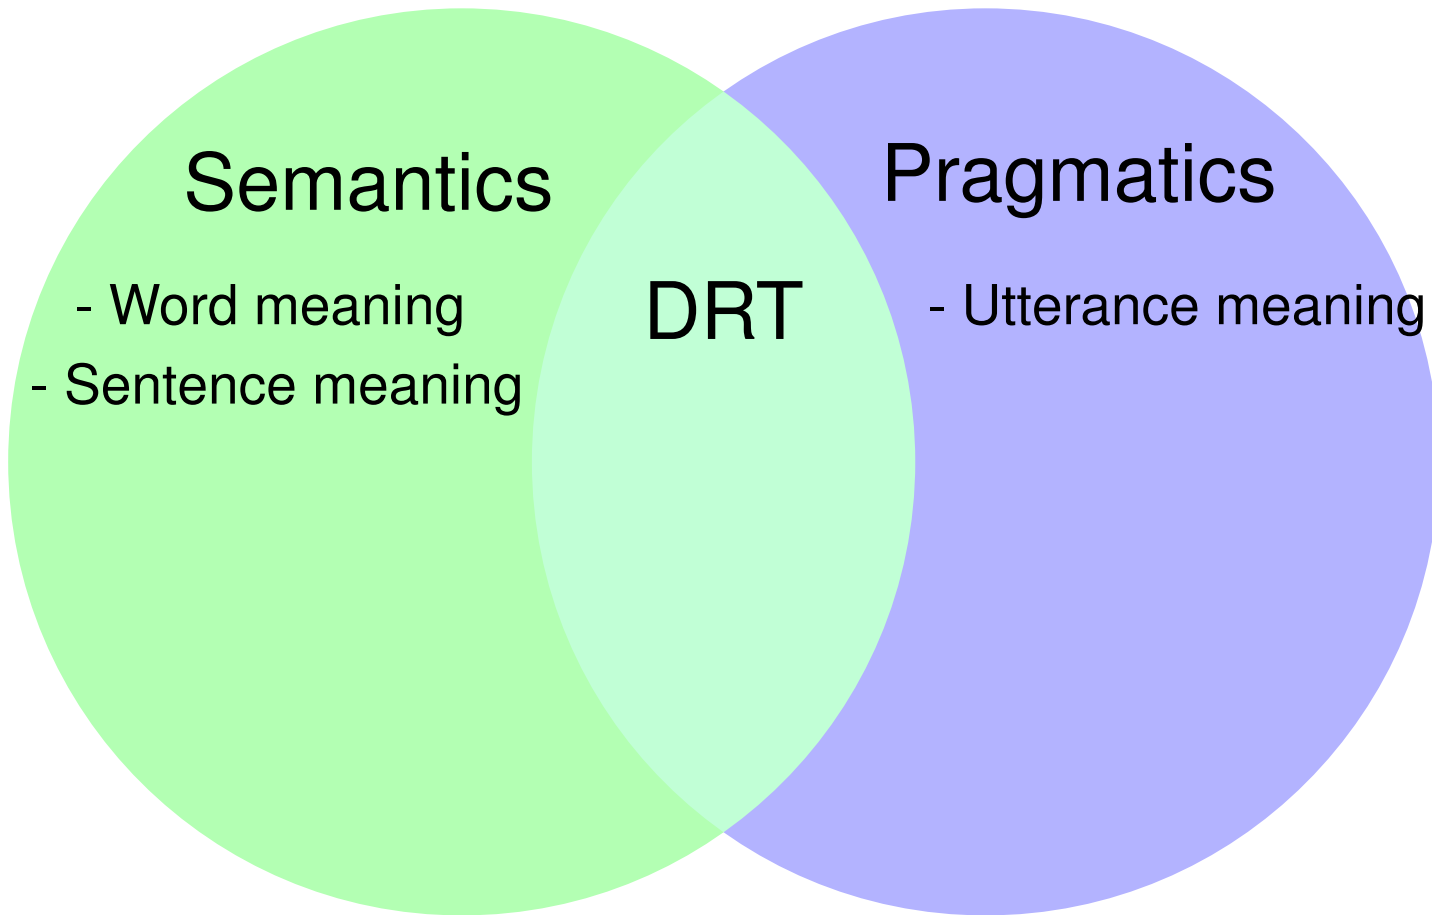 Semantics
- Word meaning
- Sentence meaning
DRT
Pragmatics
- Utterance meaning